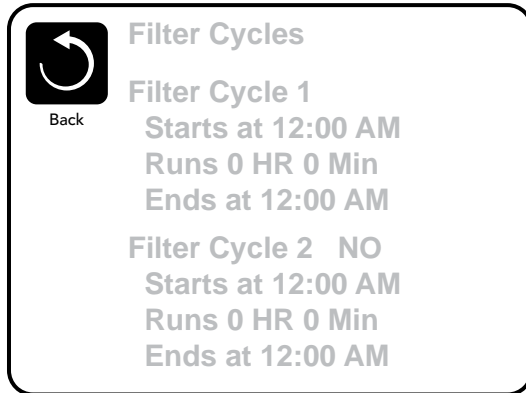 Filter Cycles
Back
Filter Cycle 1
Starts at 12:00 AM
Runs 0 HR 0 Min
Ends at 12:00 AM
Filter Cycle 2   NO
Starts at 12:00 AM
Runs 0 HR 0 Min
Ends at 12:00 AM